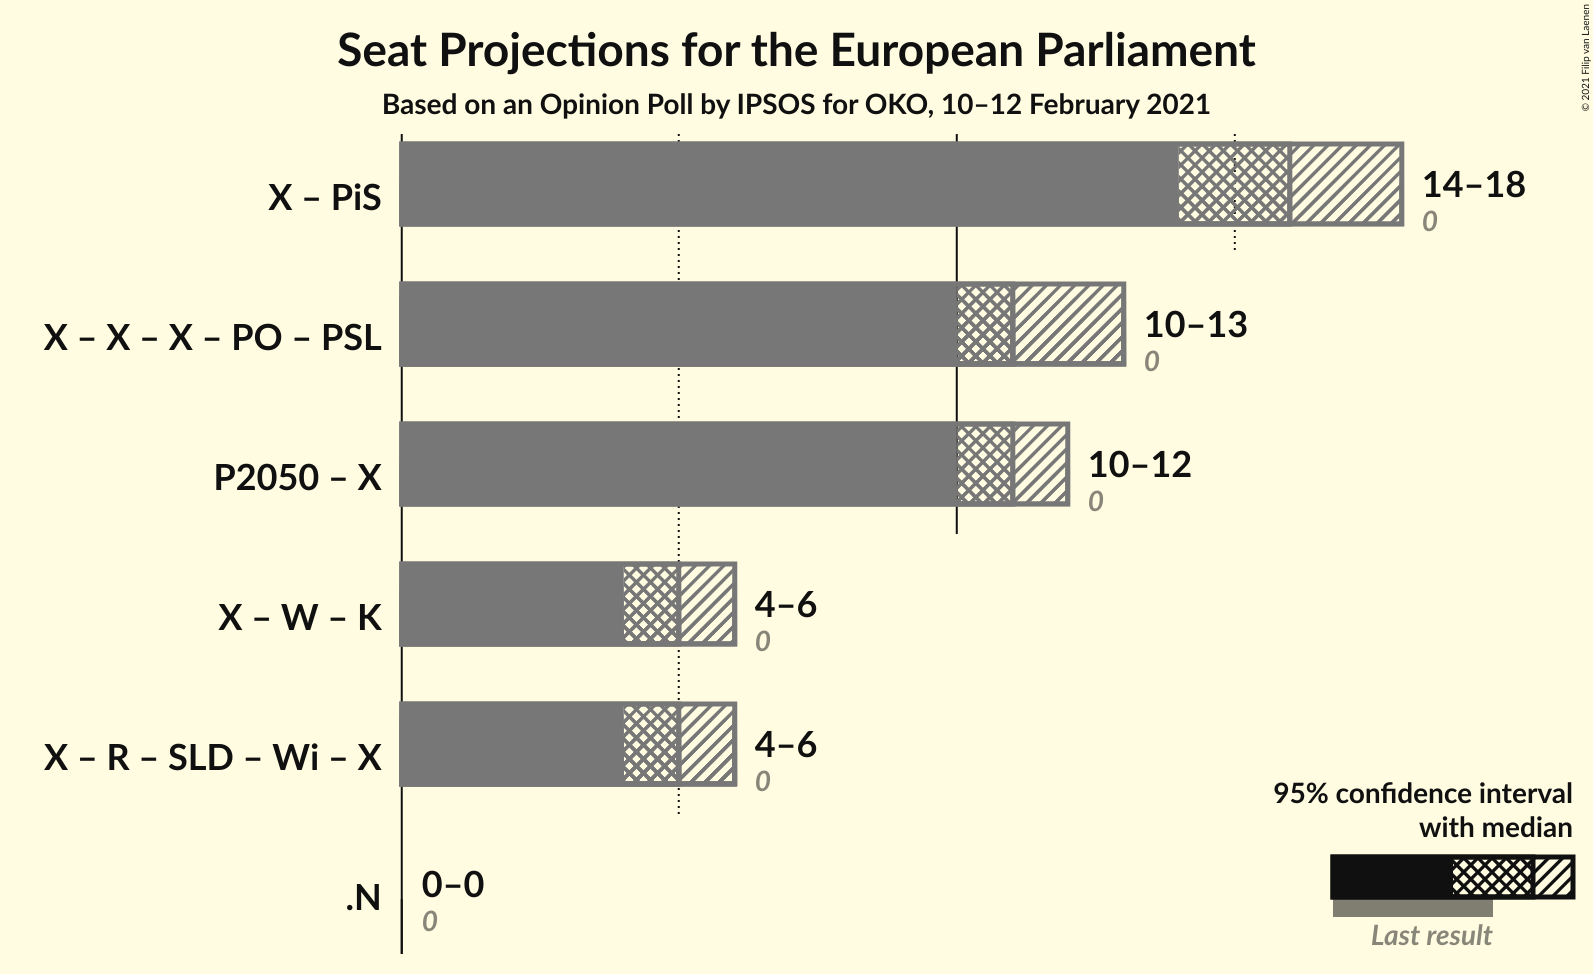 Seat Projections for the European Parliament
Based on an Opinion Poll by IPSOS for OKO, 10–12 February 2021
© 2021 Filip van Laenen
X – PiS
14–18
0
X – X – X – PO – PSL
10–13
0
P2050 – X
10–12
0
X – W – K
4–6
0
X – R – SLD – Wi – X
4–6
0
.N
0–0
0
95% confidence interval
with median
Last result